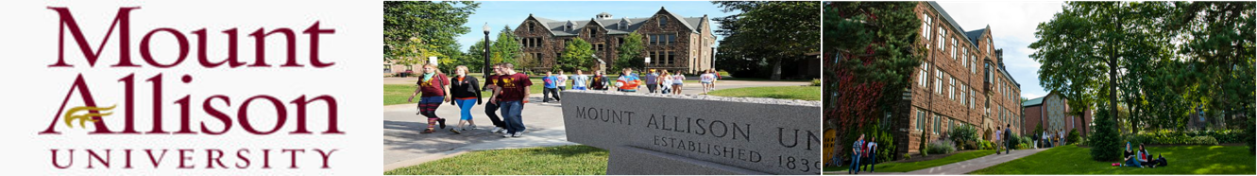 Mount
Allison
UNIVERSITY
MOUNT ALLISON UN
ESTABLISHED 1839